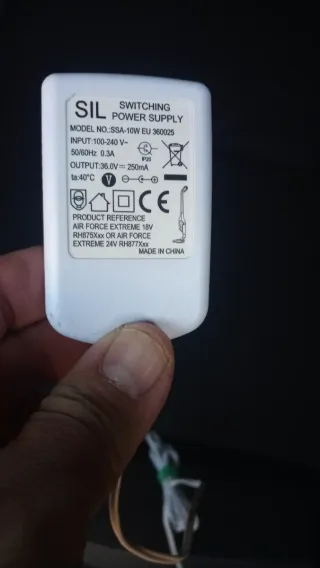 SIL SWITCHING
POWER SUPPLY
MODEL NO.:SSA-10W EU 360025
INPUT:100-240 V~
50/60Hz 0.3A
IP20
OUTPUT:36.0V⎓ 250mA
ta:40°C V
CE
PRODUCT REFERENCE
AIR FORCE EXTREME 18V
RH875Xxx OR AIR FORCE
EXTREME 24V RH877Xxx
MADE IN CHINA